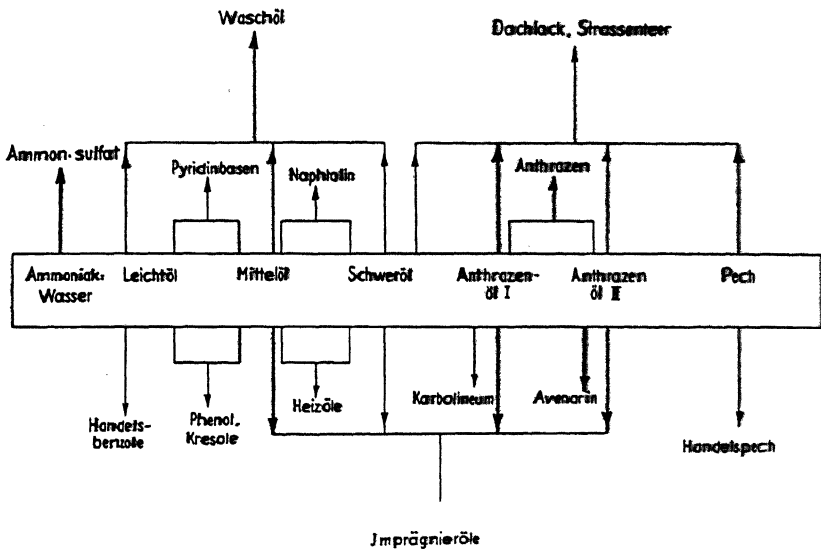 Waschöl
Dachlack, Strassenteer
Ammon. sulfat
Pyridinbasen
Naphtalin
Anthrazen
Ammoniak-
Wasser
Leichtöl
Mittelöl
Schweröl
Anthrazen-
öl I
Anthrazen
öl II
Pech
Handels-
benzole
Phenol,
Kresole
Heizöle
Karbolineum
Avenarin
Handelspech
Imprägnieröle